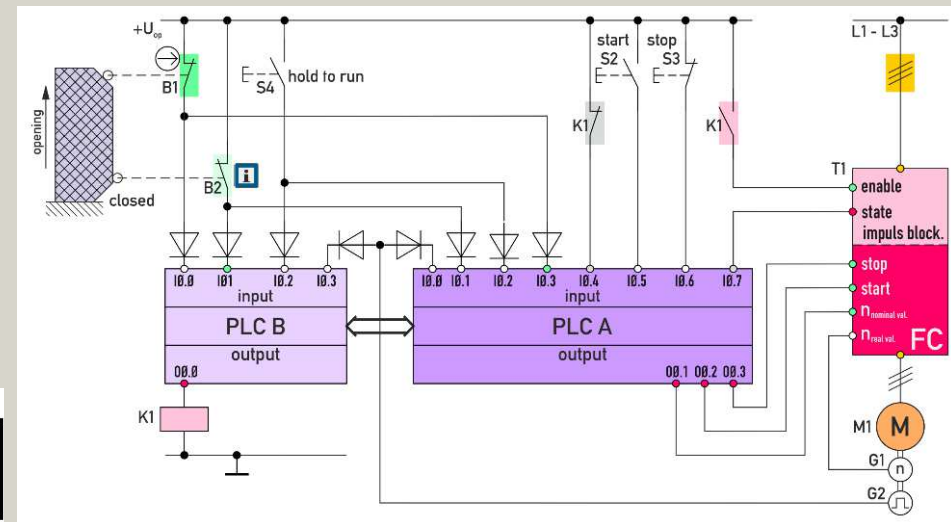 +Uop
L1 - L3
start
stop
S2
S3
B1
S4
hold to run
K1
K1
opening
T1
B2
i
closed
enable
state
impuls block.
I0.0
I01
I0.2
I0.3
I0.0
I0.1
I0.2
I0.3
I0.4
I0.5
I0.6
I0.7
input
input
stop
start
PLC B
PLC A
n nominal val.
n real val.
FC
output
output
O0.0
O0.1
O0.2
O0.3
K1
M1
M
G1
n
G2